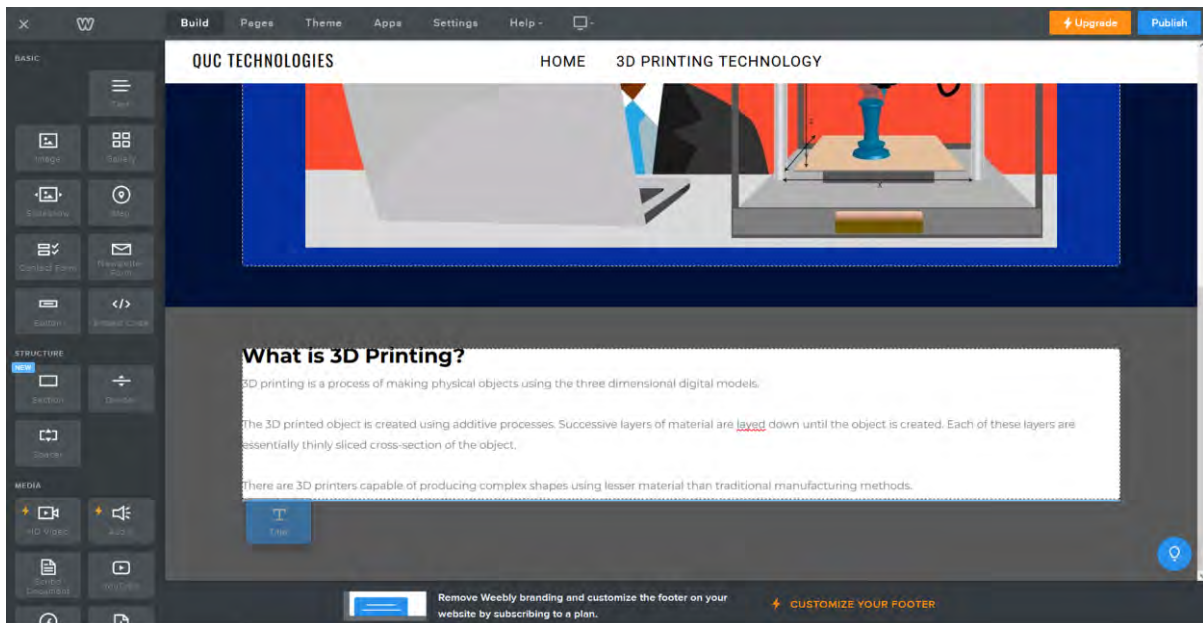 Build Pages Theme Apps Settings Help Upgrade Publish
BASIC
QUC TECHNOLOGIES HOME 3D PRINTING TECHNOLOGY
Text
Image Gallery
Slideshow Map
Contact Form Newsletter Form
Button Embed Code
STRUCTURE
NEW
Section Divider
Spacer
What is 3D Printing?
3D printing is a process of making physical objects using the three dimensional digital models.
The 3D printed object is created using additive processes. Successive layers of material are layed down until the object is created. Each of these layers are
essentially thinly sliced cross-section of the object.
There are 3D printers capable of producing complex shapes using lesser material than traditional manufacturing methods.
MEDIA
T
Title
HD Video Audio
Scribd Document YouTube
Remove Weebly branding and customize the footer on your
website by subscribing to a plan.
CUSTOMIZE YOUR FOOTER